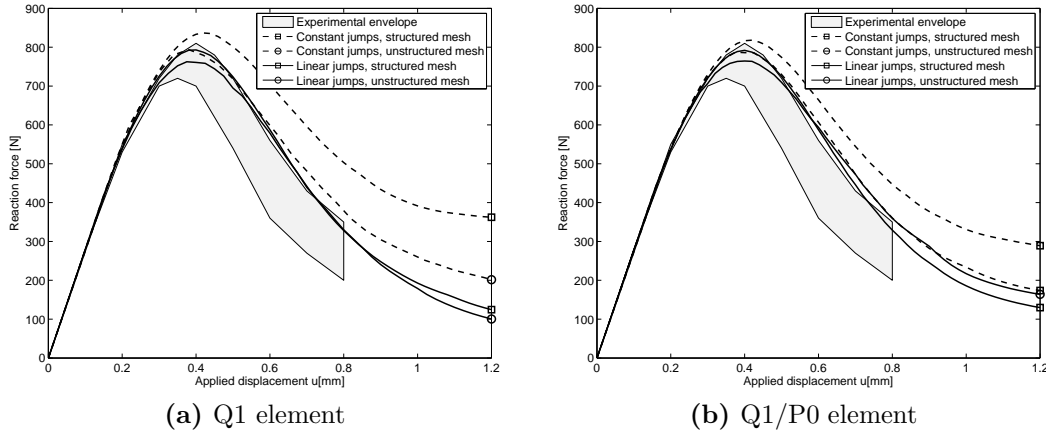 Experimental envelope
Constant jumps, structured mesh
Constant jumps, unstructured mesh
Linear jumps, structured mesh
Linear jumps, unstructured mesh
900
800
700
600
500
400
300
200
100
0
Reaction force [N]
0
0.2
0.4
0.6
0.8
1
1.2
Applied displacement u[mm]
(a) Q1 element
Experimental envelope
Constant jumps, structured mesh
Constant jumps, unstructured mesh
Linear jumps, structured mesh
Linear jumps, unstructured mesh
900
800
700
600
500
400
300
200
100
0
Reaction force [N]
0
0.2
0.4
0.6
0.8
1
1.2
Applied displacement u[mm]
(b) Q1/P0 element